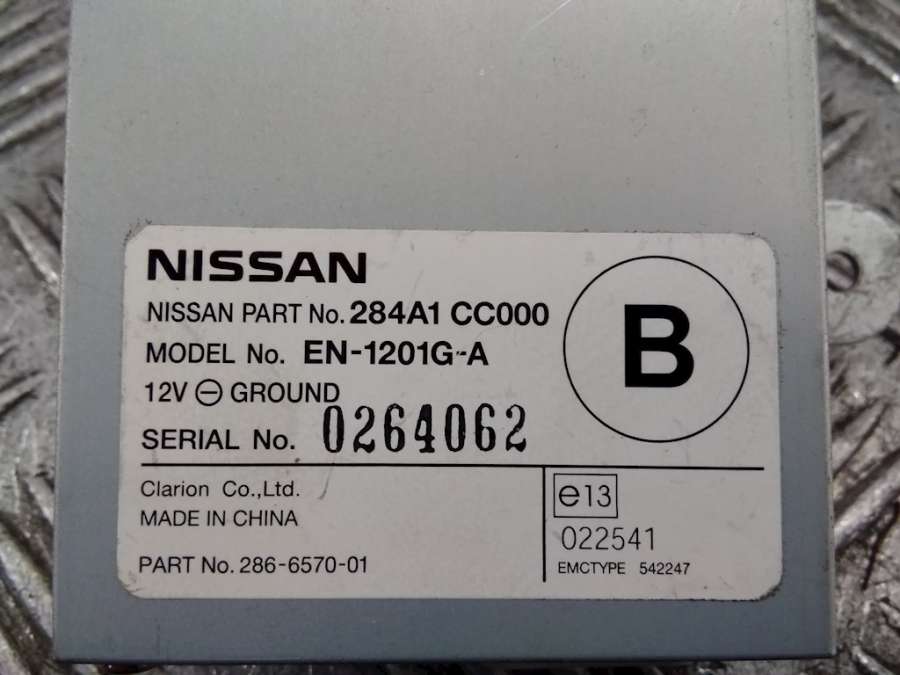 NISSAN
NISSAN PART No. 284A1 CC000
MODEL No. EN-1201G-A
12V ⊖ GROUND
SERIAL No. 0264062
B
Clarion Co.,Ltd.
MADE IN CHINA
PART No. 286-6570-01
e13
022541
EMCTYPE 542247